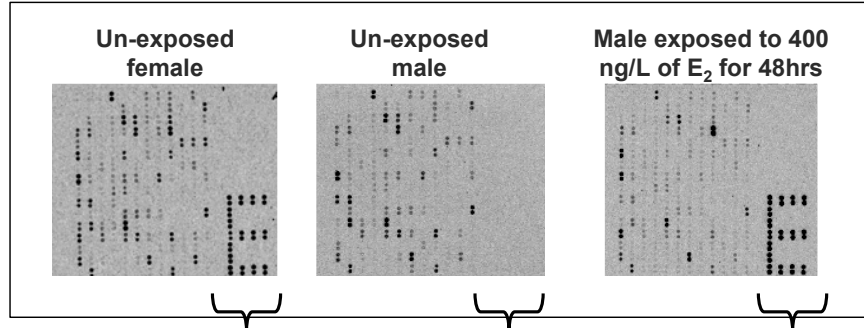 Un-exposed
female
Un-exposed
male
Male exposed to 400
ng/L of E₂ for 48hrs
E
E